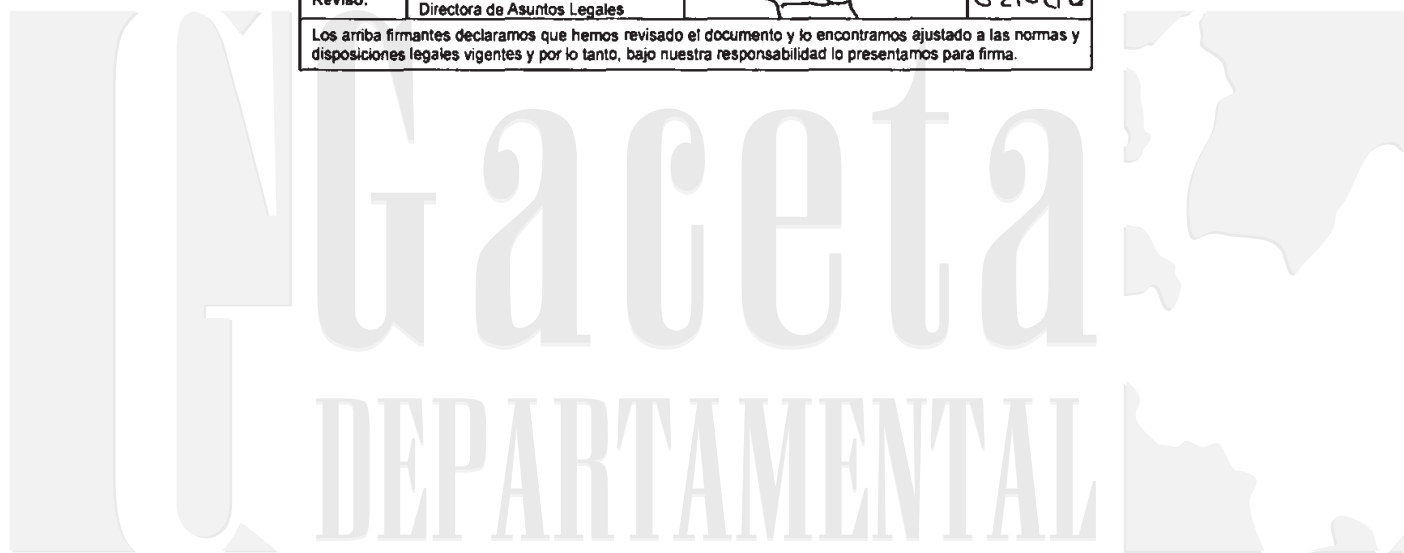 Revisó:
Directora de Asuntos Legales
Los arriba firmantes declaramos que hemos revisado el documento y lo encontramos ajustado a las normas y
disposiciones legales vigentes y por lo tanto, bajo nuestra responsabilidad lo presentamos para firma.
Gaceta
DEPARTAMENTAL